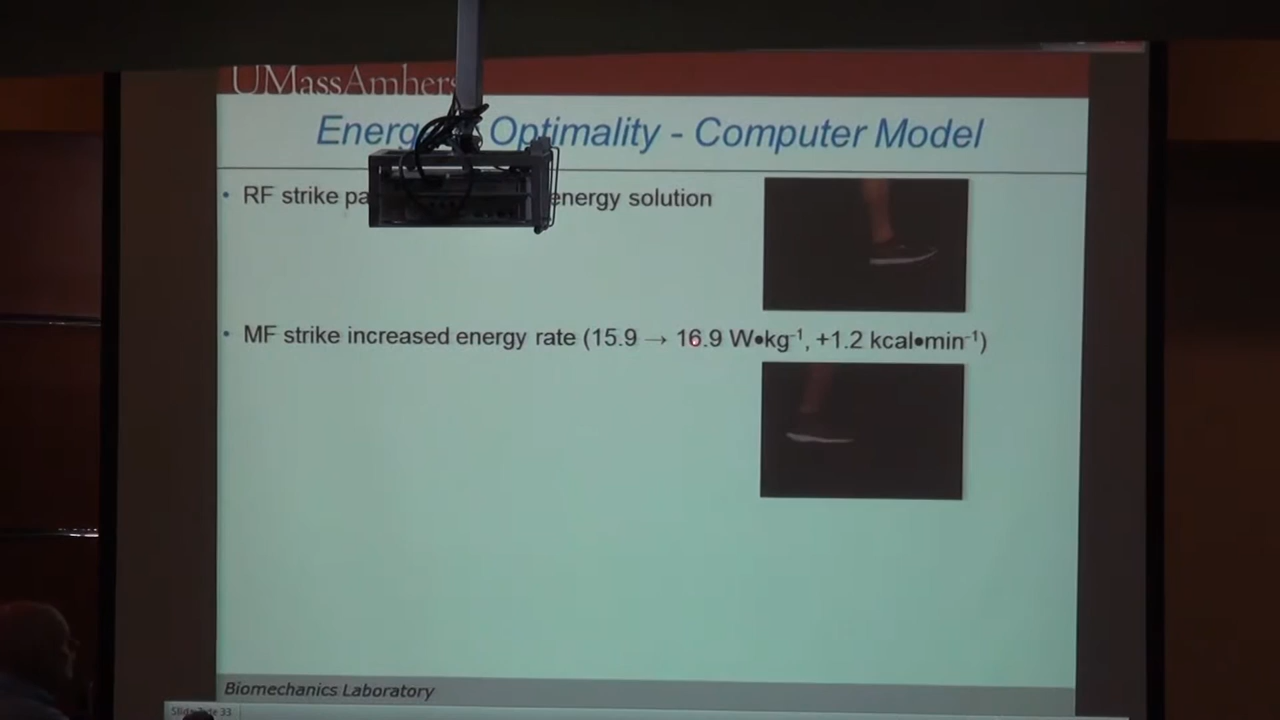 UMassAmhers
Energ Optimality - Computer Model
• RF strike pa energy solution
• MF strike increased energy rate (15.9 → 16.9 W•kg⁻¹, +1.2 kcal•min⁻¹)
Biomechanics Laboratory
33